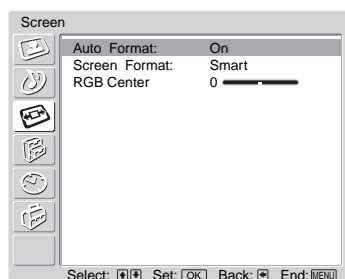 Screen
Auto Format: On
Screen Format: Smart
RGB Center 0
Select: Set: OK Back: End: MENU